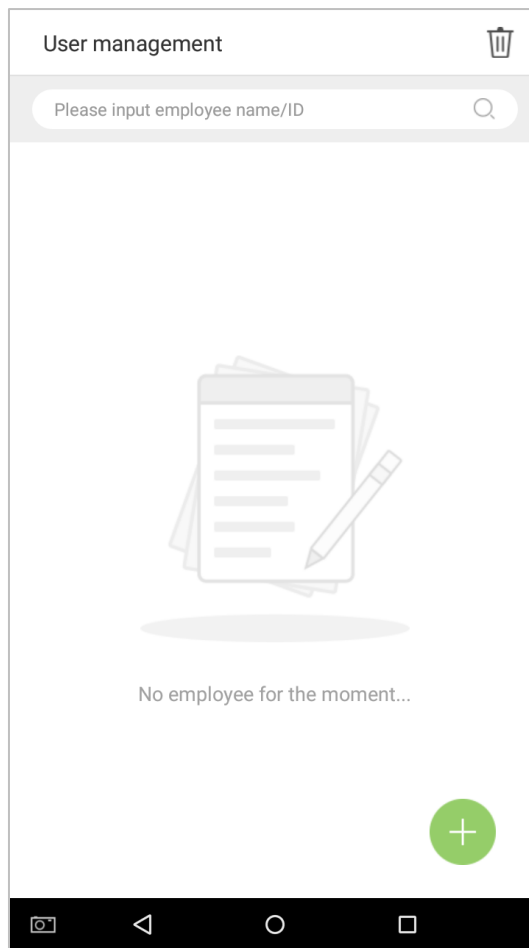 User management
Please input employee name/ID
No employee for the moment...